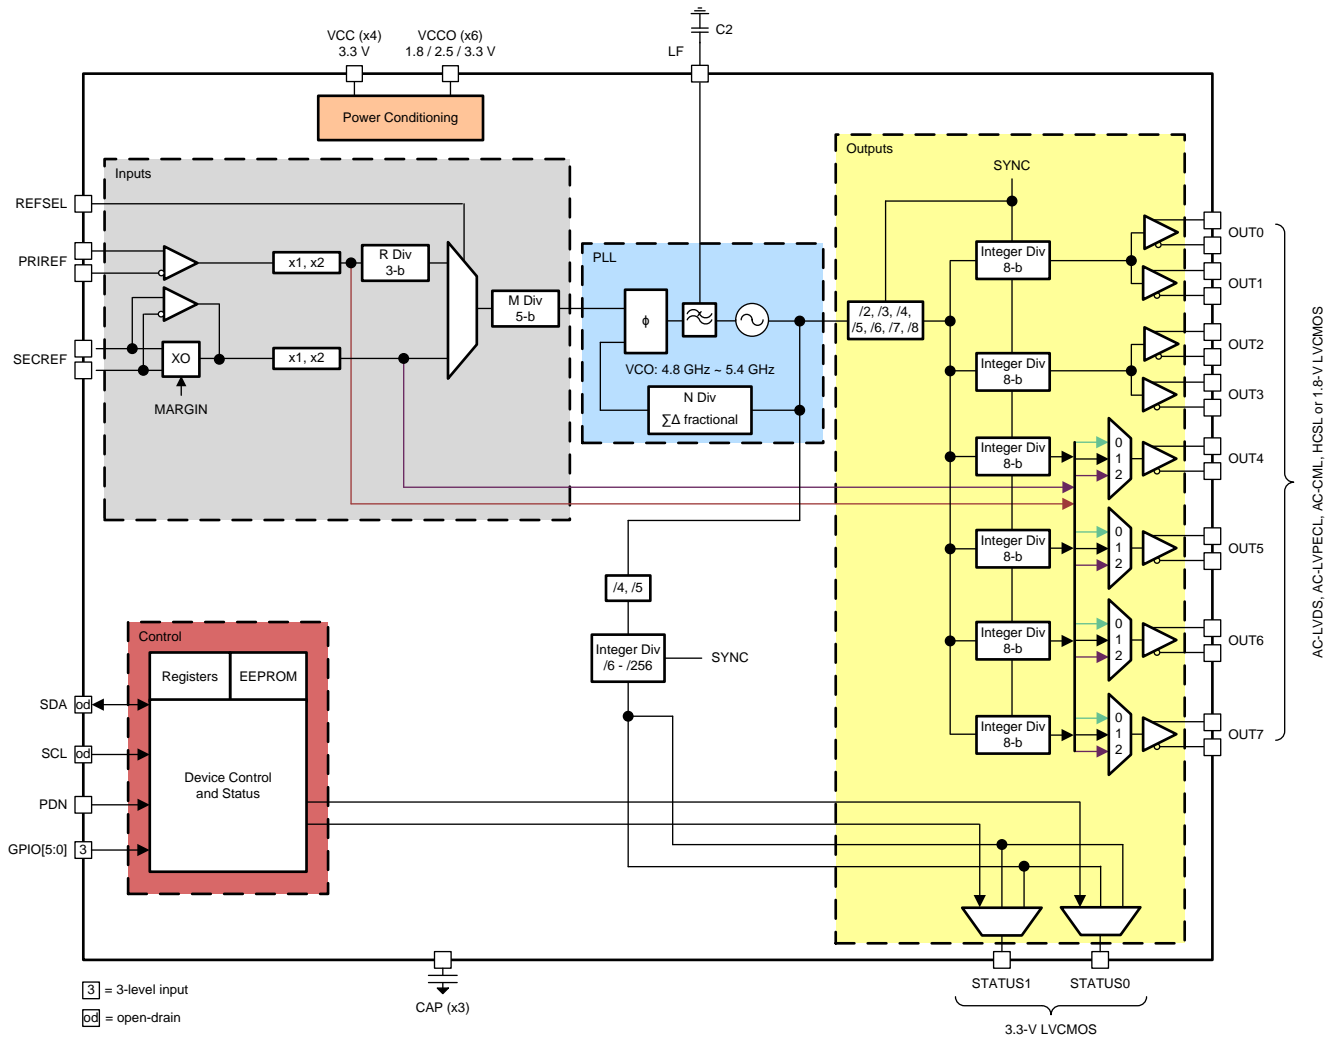 VCC (x4)
3.3 V
VCCO (x6)
1.8 / 2.5 / 3.3 V
LF
C2
Power Conditioning
Inputs
REFSEL
PRIREF
SECREF
x1, x2
R Div
3-b
M Div
5-b
XO
x1, x2
MARGIN
PLL
ϕ
VCO: 4.8 GHz ~ 5.4 GHz
N Div
∑Δ fractional
Outputs
SYNC
/2, /3, /4,
/5, /6, /7, /8
Integer Div
8-b
Integer Div
8-b
Integer Div
8-b
Integer Div
8-b
Integer Div
8-b
Integer Div
8-b
0
1
2
0
1
2
0
1
2
0
1
2
OUT0
OUT1
OUT2
OUT3
OUT4
OUT5
OUT6
OUT7
AC-LVDS, AC-LVPECL, AC-CML, HCSL or 1.8-V LVCMOS
/4, /5
Integer Div
/6 - /256
SYNC
Control
Registers
EEPROM
Device Control
and Status
SDA
od
SCL
od
PDN
GPIO[5:0]
3
STATUS1
STATUS0
3.3-V LVCMOS
CAP (x3)
3 = 3-level input
od = open-drain